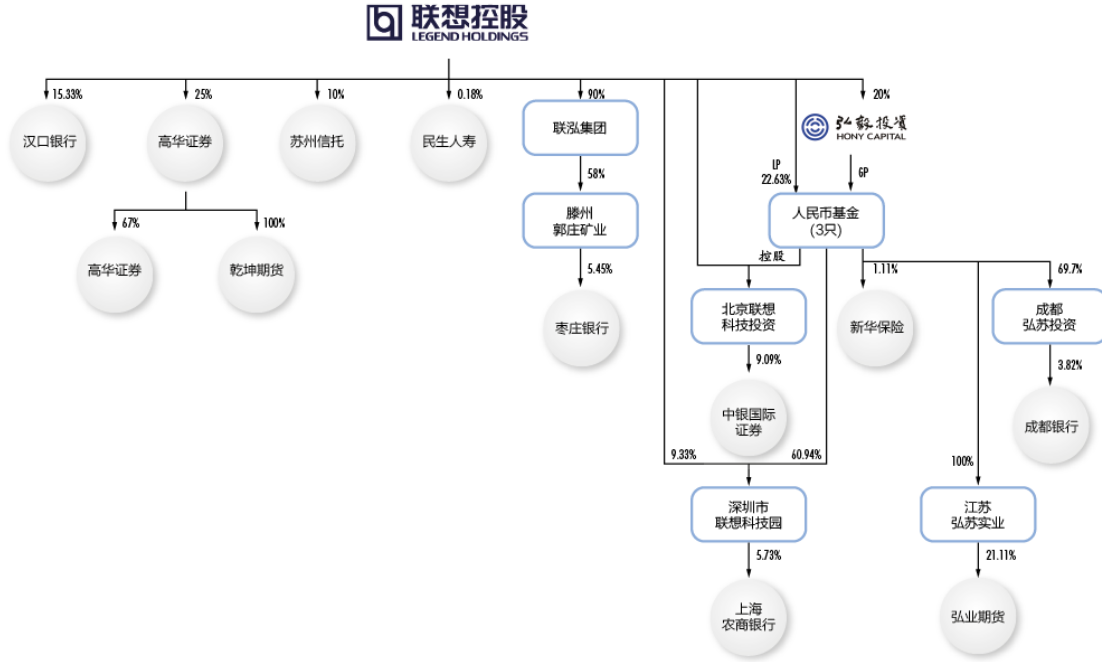 联想控股
LEGEND HOLDINGS
15.33%
25%
10%
0.18%
90%
20%
汉口银行
高华证券
苏州信托
民生人寿
联泓集团
弘毅投资
HONY CAPITAL
58%
LP
22.63%
GP
67%
100%
滕州
郭庄矿业
人民币基金
(3只)
高华证券
乾坤期货
5.45%
控股
1.11%
69.7%
枣庄银行
北京联想
科技投资
新华保险
成都
弘苏投资
9.09%
3.82%
中银国际
证券
成都银行
9.33%
60.94%
100%
深圳市
联想科技园
江苏
弘苏实业
5.73%
21.11%
上海
农商银行
弘业期货